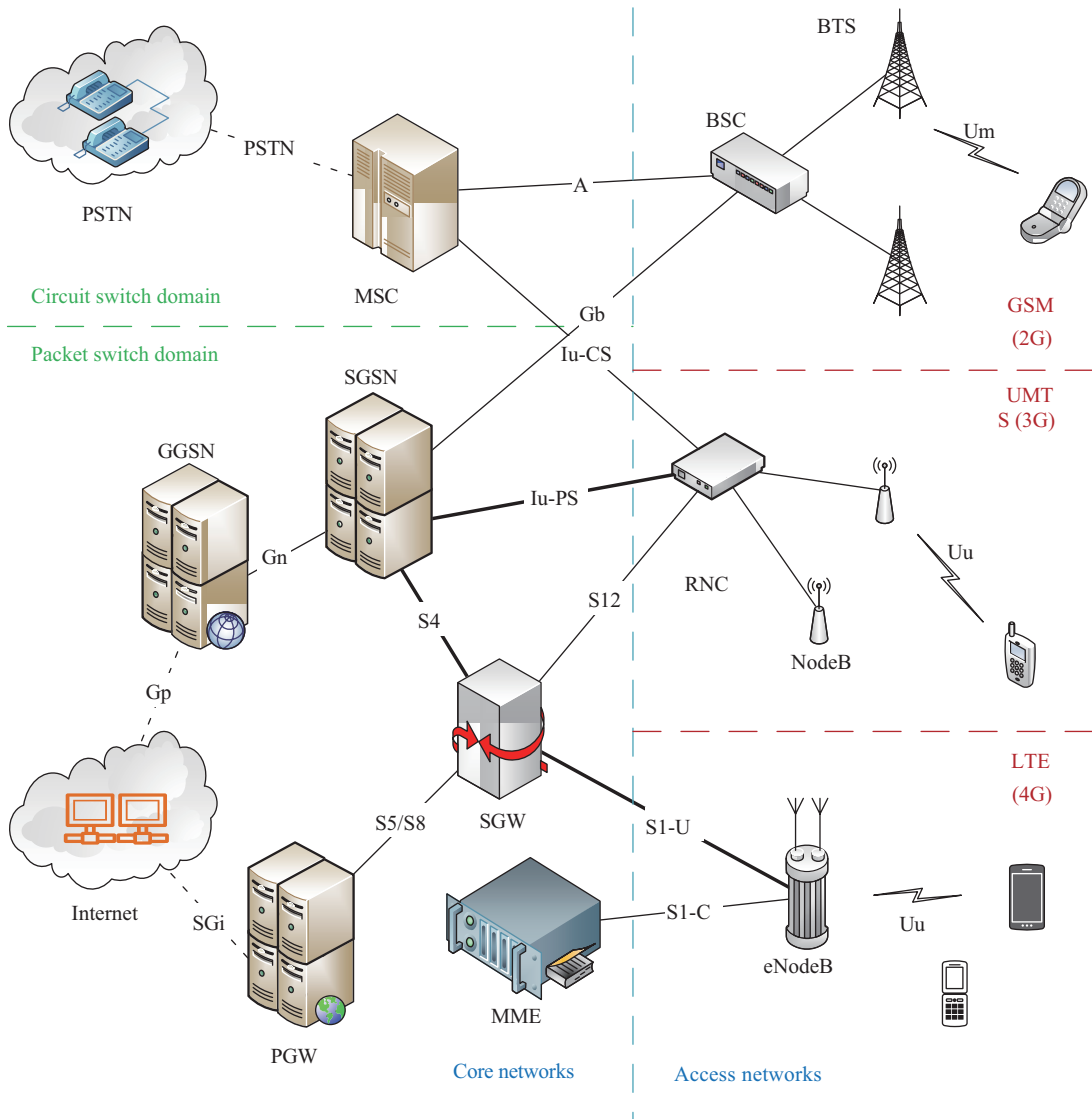 BTS
BSC
Um
PSTN
A
PSTN
MSC
Circuit switch domain
Gb
GSM
(2G)
Packet switch domain
Iu-CS
SGSN
UMT
S (3G)
GGSN
Iu-PS
Gn
Uu
RNC
S12
S4
NodeB
Gp
LTE
(4G)
SGW
S5/S8
S1-U
Internet
SGi
S1-C
Uu
eNodeB
MME
PGW
Core networks
Access networks